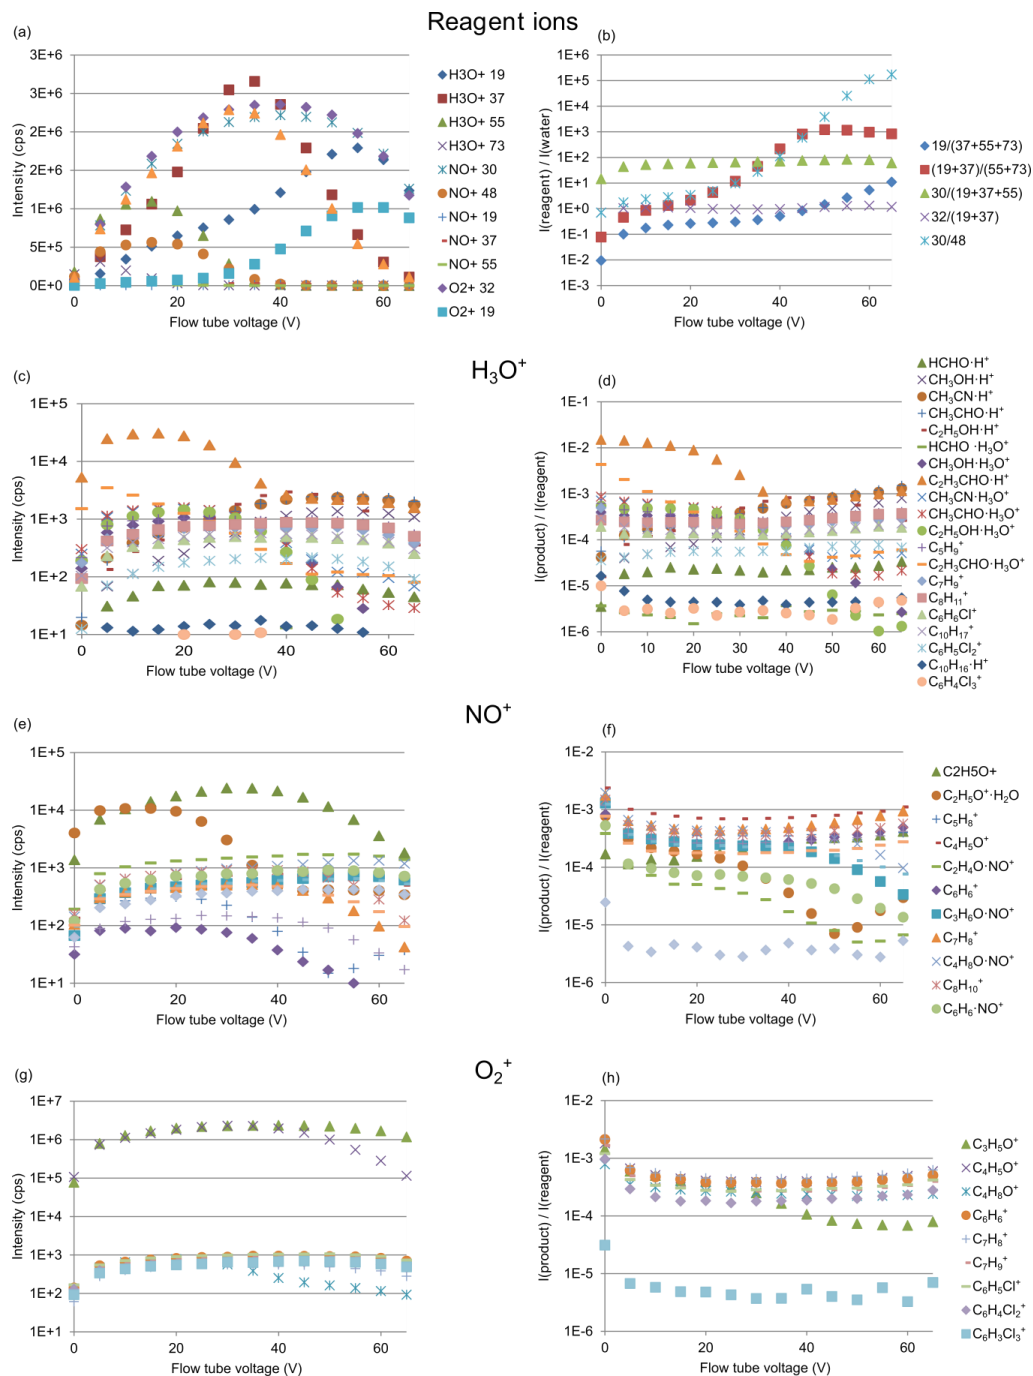 Reagent ions
(a)
3E+6
3E+6
2E+6
2E+6
1E+6
5E+5
0E+0
Intensity (cps)
0
20
40
60
Flow tube voltage (V)
H3O+ 19
H3O+ 37
H3O+ 55
H3O+ 73
NO+ 30
NO+ 48
NO+ 19
NO+ 37
NO+ 55
O2+ 32
O2+ 19
(b)
1E+6
1E+5
1E+4
1E+3
1E+2
1E+1
1E+0
1E-1
1E-2
1E-3
I(reagent) / I(water)
0
10
20
30
40
50
60
Flow tube voltage (V)
19/(37+55+73)
(19+37)/(55+73)
30/(19+37+55)
32/(19+37)
30/48
H₃O⁺
(c)
1E+5
1E+4
1E+3
1E+2
1E+1
Intensity (cps)
0
20
40
60
Flow tube voltage (V)
(d)
1E-1
1E-2
1E-3
1E-4
1E-5
1E-6
I(product) / I(reagent)
0
10
20
30
40
50
60
Flow tube voltage (V)
HCHO·H⁺
CH₃OH·H⁺
CH₃CN·H⁺
CH₃CHO·H⁺
C₂H₅OH·H⁺
HCHO ·H₃O⁺
CH₃OH·H₃O⁺
C₂H₃CHO·H⁺
CH₃CN·H₃O⁺
CH₃CHO·H₃O⁺
C₂H₅OH·H₃O⁺
C₅H₉⁺
C₂H₃CHO·H₃O⁺
C₇H₉⁺
C₈H₁₁⁺
C₆H₆Cl⁺
C₁₀H₁₇⁺
C₆H₅Cl₂⁺
C₁₀H₁₆·H⁺
C₆H₄Cl₃⁺
NO⁺
(e)
1E+5
1E+4
1E+3
1E+2
1E+1
Intensity (cps)
0
20
40
60
Flow tube voltage (V)
(f)
1E-2
1E-3
1E-4
1E-5
1E-6
I(product) / I(reagent)
0
20
40
60
Flow tube voltage (V)
C2H5O+
C₂H₅O⁺·H₂O
C₅H₈⁺
C₄H₅O⁺
C₂H₄O·NO⁺
C₆H₆⁺
C₃H₆O·NO⁺
C₇H₈⁺
C₄H₈O·NO⁺
C₈H₁₀⁺
C₆H₆·NO⁺
O₂⁺
(g)
1E+7
1E+6
1E+5
1E+4
1E+3
1E+2
1E+1
Intensity (cps)
0
20
40
60
Flow tube voltage (V)
(h)
1E-2
1E-3
1E-4
1E-5
1E-6
I(product) / I(reagent)
0
20
40
60
Flow tube voltage (V)
C₃H₅O⁺
C₄H₅O⁺
C₄H₈O⁺
C₆H₆⁺
C₇H₈⁺
C₇H₉⁺
C₆H₅Cl⁺
C₆H₄Cl₂⁺
C₆H₃Cl₃⁺